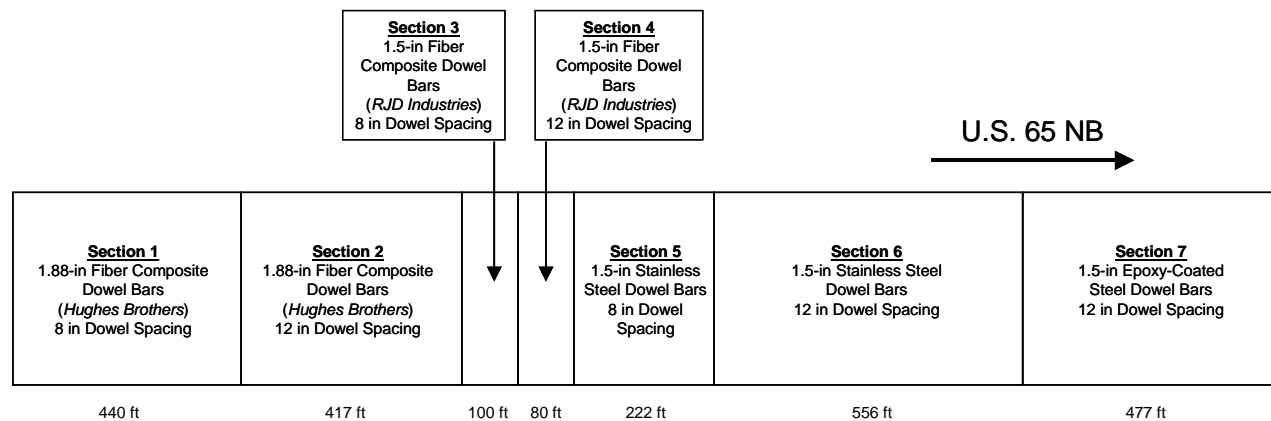 Section 3
1.5-in Fiber
Composite Dowel
Bars
(RJD Industries)
8 in Dowel Spacing
Section 4
1.5-in Fiber
Composite Dowel
Bars
(RJD Industries)
12 in Dowel Spacing
U.S. 65 NB
Section 1
1.88-in Fiber Composite
Dowel Bars
(Hughes Brothers)
8 in Dowel Spacing
Section 2
1.88-in Fiber Composite
Dowel Bars
(Hughes Brothers)
12 in Dowel Spacing
Section 5
1.5-in Stainless
Steel Dowel Bars
8 in Dowel
Spacing
Section 6
1.5-in Stainless Steel
Dowel Bars
12 in Dowel Spacing
Section 7
1.5-in Epoxy-Coated
Steel Dowel Bars
12 in Dowel Spacing
440 ft
417 ft
100 ft
80 ft
222 ft
556 ft
477 ft